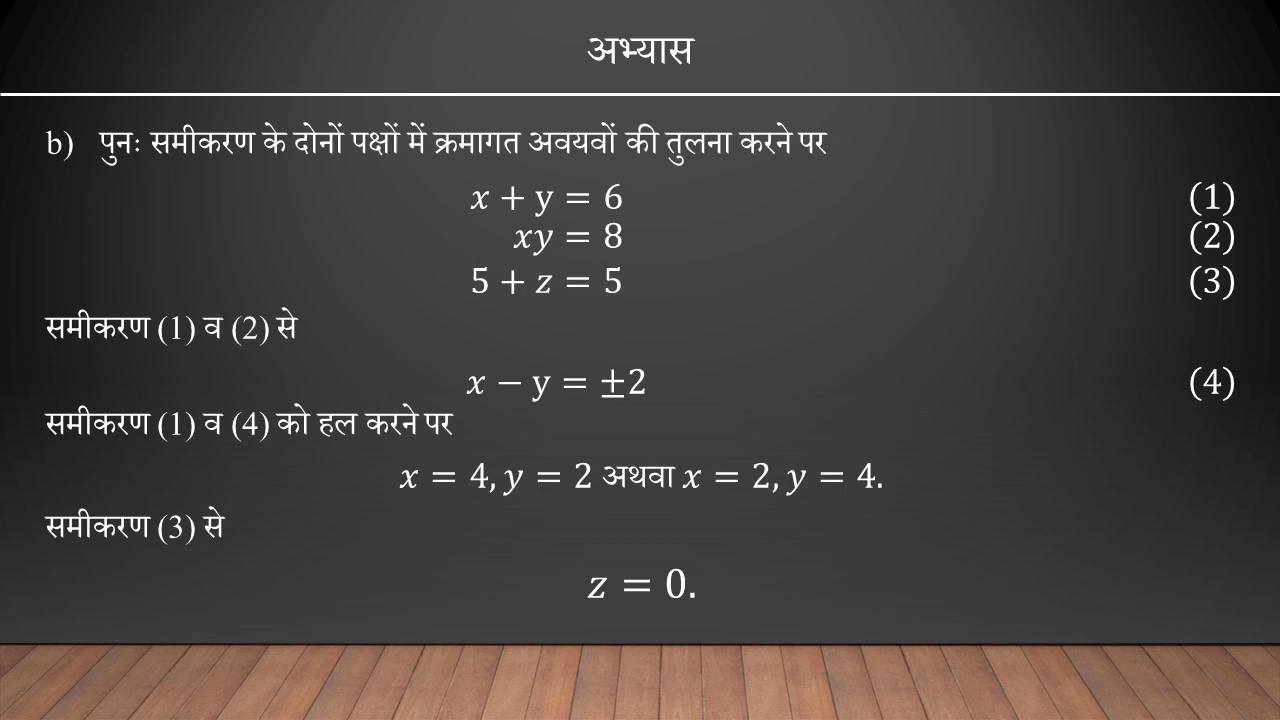 अभ्यास
b) पुनः समीकरण के दोनों पक्षों में क्रमागत अवयवों की तुलना करने पर
x + y = 6 (1)
xy = 8 (2)
5 + z = 5 (3)
समीकरण (1) व (2) से
x − y = ±2 (4)
समीकरण (1) व (4) को हल करने पर
x = 4, y = 2 अथवा x = 2, y = 4.
समीकरण (3) से
z = 0.